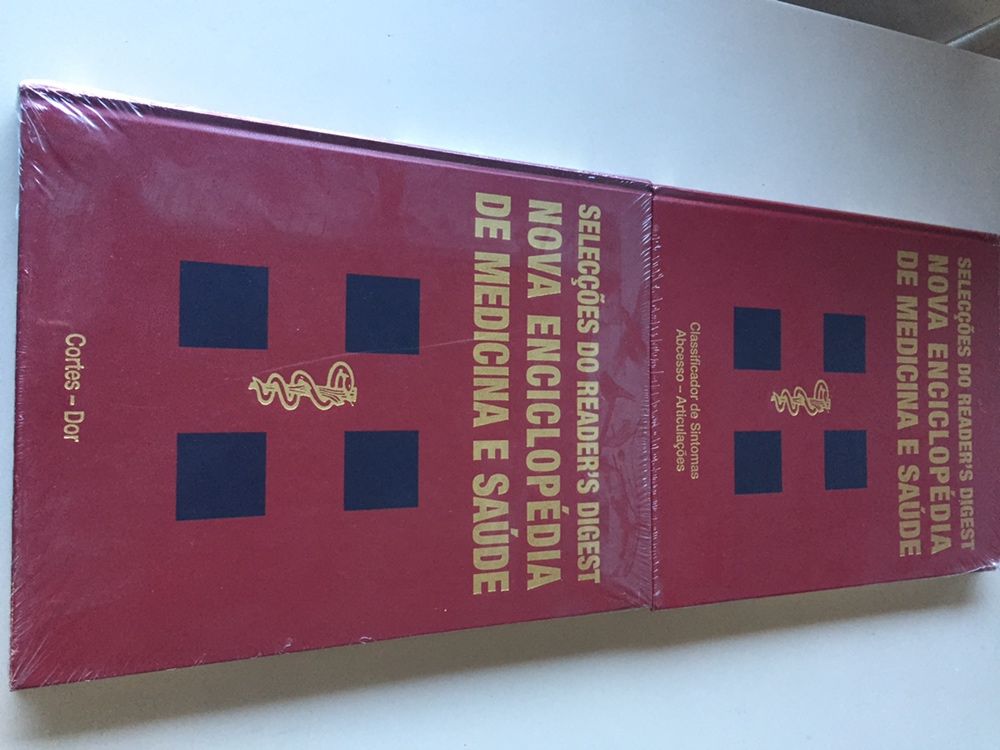 SELECÇÕES DO READER'S DIGEST
NOVA ENCICLOPÉDIA
DE MEDICINA E SAÚDE
Cortes – Dor
SELECÇÕES DO READER'S DIGEST
NOVA ENCICLOPÉDIA
DE MEDICINA E SAÚDE
Classificador de Sintomas
Abcesso – Articulações